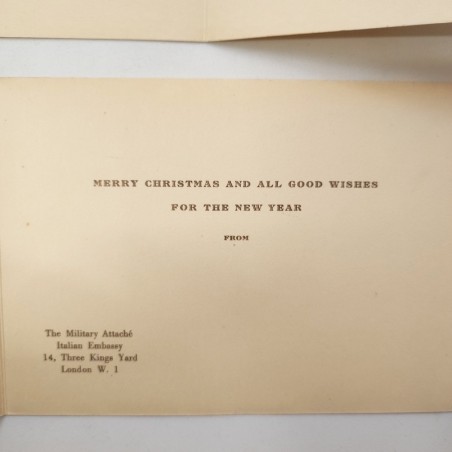 MERRY CHRISTMAS AND ALL GOOD WISHES
FOR THE NEW YEAR
FROM
The Military Attaché
Italian Embassy
14, Three Kings Yard
London W. 1